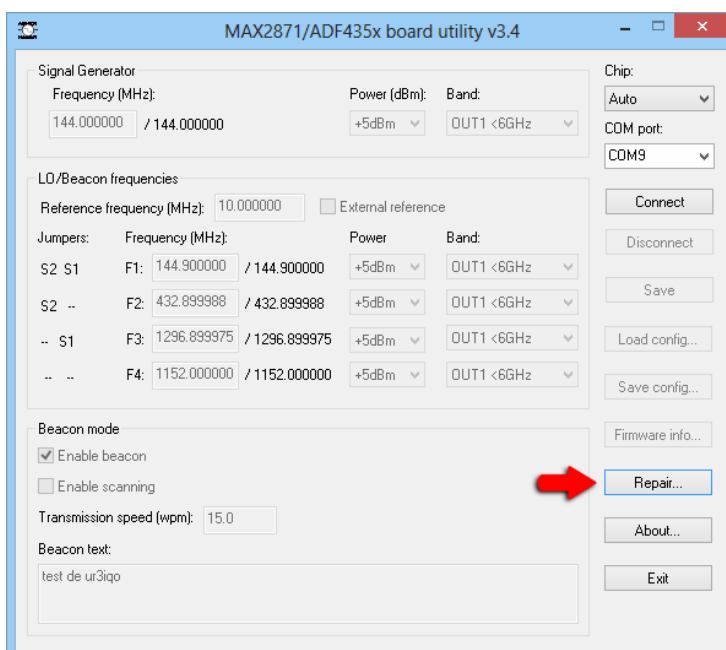 MAX2871/ADF435x board utility v3.4
Signal Generator
Frequency (MHz): Power (dBm): Band:
144.000000 / 144.000000 +5dBm OUT1 <6GHz
LO/Beacon frequencies
Reference frequency (MHz): 10.000000 External reference
Jumpers: Frequency (MHz): Power Band:
S2 S1 F1: 144.900000 / 144.900000 +5dBm OUT1 <6GHz
S2 -- F2: 432.899988 / 432.899988 +5dBm OUT1 <6GHz
-- S1 F3: 1296.899975 / 1296.899975 +5dBm OUT1 <6GHz
-- -- F4: 1152.000000 / 1152.000000 +5dBm OUT1 <6GHz
Beacon mode
Enable beacon
Enable scanning
Transmission speed (wpm): 15.0
Beacon text:
test de ur3iqo
Chip:
Auto
COM port:
COM9
Connect
Disconnect
Save
Load config...
Save config...
Firmware info...
Repair...
About...
Exit